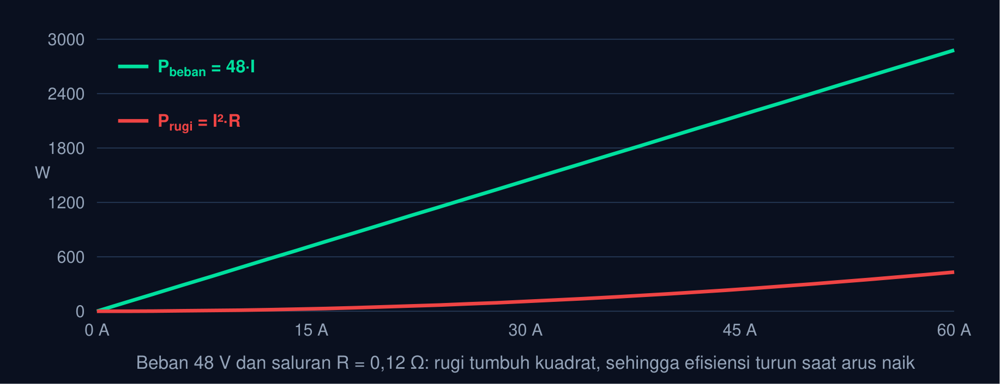 3000
P_beban = 48·I
2400
P_rugi = I²·R
1800
W
1200
600
0
0 A 15 A 30 A 45 A 60 A
Beban 48 V dan saluran R = 0,12 Ω: rugi tumbuh kuadrat, sehingga efisiensi turun saat arus naik